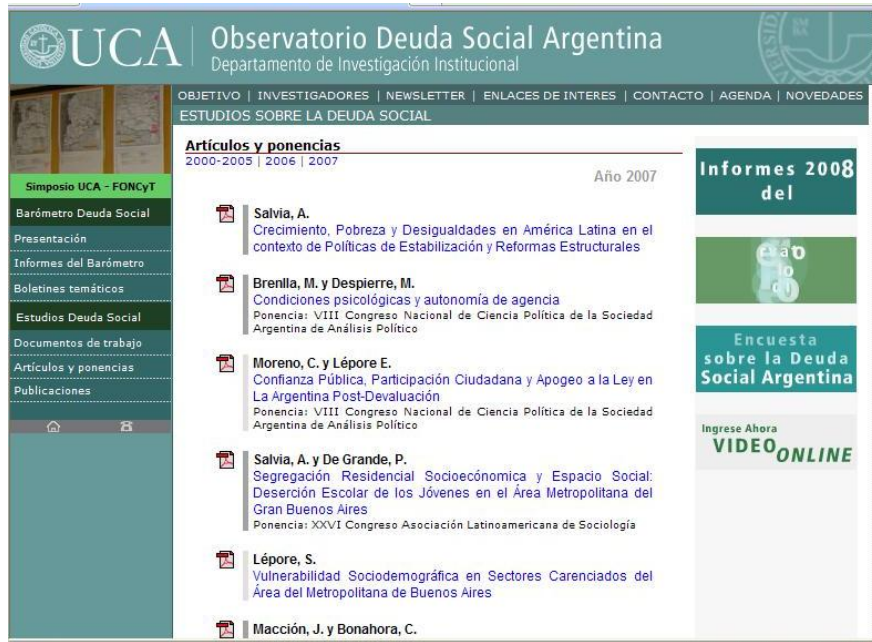 UCA
Observatorio Deuda Social Argentina
Departamento de Investigación Institucional
OBJETIVO | INVESTIGADORES | NEWSLETTER | ENLACES DE INTERES | CONTACTO | AGENDA | NOVEDADES
ESTUDIOS SOBRE LA DEUDA SOCIAL
Simposio UCA - FONCyT
Barómetro Deuda Social
Presentación
Informes del Barómetro
Boletines temáticos
Estudios Deuda Social
Documentos de trabajo
Artículos y ponencias
Publicaciones
Artículos y ponencias
2000-2005 | 2006 | 2007
Año 2007
Salvia, A.
Crecimiento, Pobreza y Desigualdades en América Latina en el
contexto de Políticas de Estabilización y Reformas Estructurales
Brenlla, M. y Despierre, M.
Condiciones psicológicas y autonomía de agencia
Ponencia: VIII Congreso Nacional de Ciencia Política de la Sociedad
Argentina de Análisis Político
Moreno, C. y Lépore E.
Confianza Pública, Participación Ciudadana y Apogeo a la Ley en
La Argentina Post-Devaluación
Ponencia: VIII Congreso Nacional de Ciencia Política de la Sociedad
Argentina de Análisis Político
Salvia, A. y De Grande, P.
Segregación Residencial Socioecónomica y Espacio Social:
Deserción Escolar de los Jóvenes en el Área Metropolitana del
Gran Buenos Aires
Ponencia: XXVI Congreso Asociación Latinoamericana de Sociología
Lépore, S.
Vulnerabilidad Sociodemográfica en Sectores Carenciados del
Área del Metropolitana de Buenos Aires
Macción, J. y Bonahora, C.
Informes 2008
del
Encuesta
sobre la Deuda
Social Argentina
Ingrese Ahora
VIDEO ONLINE